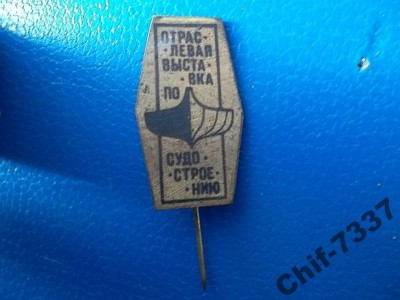 ОТРАС-
-ЛЕВАЯ
ВЫСТА-
-ВКА
ПО
СУДО-
-СТРОЕ-
-НИЮ
Chif-7337